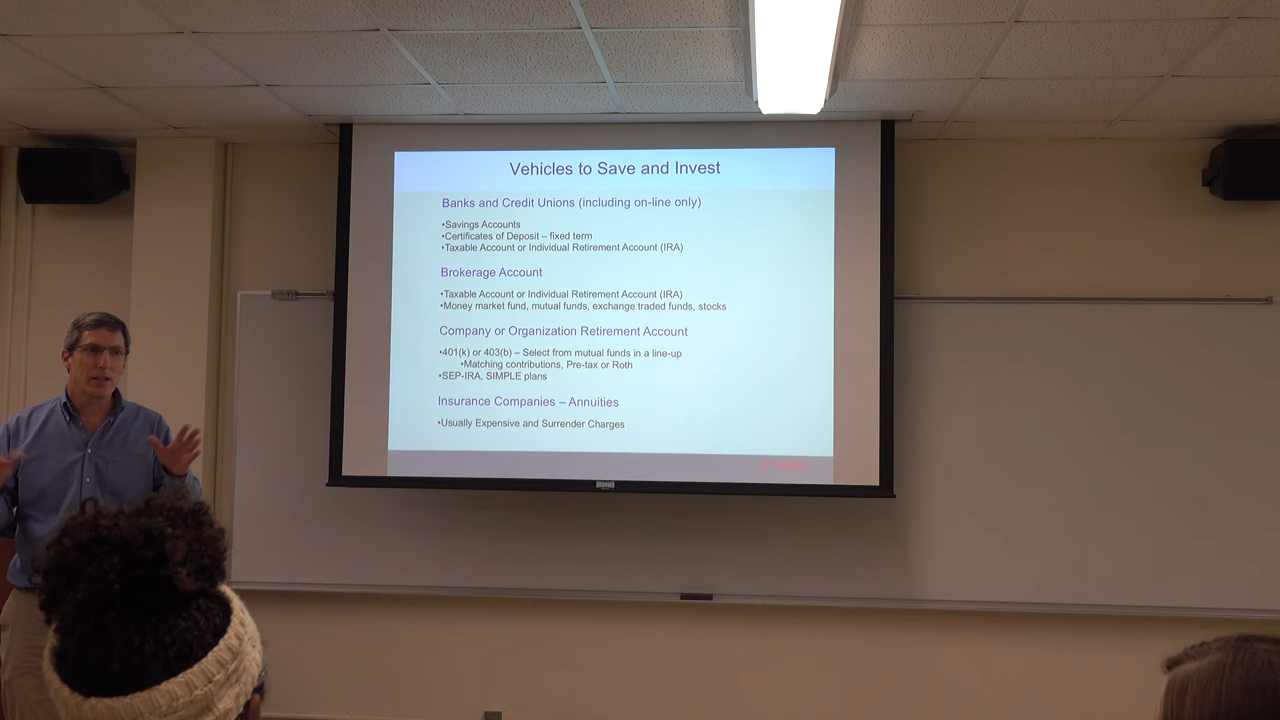 Vehicles to Save and Invest
Banks and Credit Unions (including on-line only)
•Savings Accounts
•Certificates of Deposit – fixed term
•Taxable Account or Individual Retirement Account (IRA)
Brokerage Account
•Taxable Account or Individual Retirement Account (IRA)
•Money market fund, mutual funds, exchange traded funds, stocks
Company or Organization Retirement Account
•401(k) or 403(b) – Select from mutual funds in a line-up
•Matching contributions, Pre-tax or Roth
•SEP-IRA, SIMPLE plans
Insurance Companies – Annuities
•Usually Expensive and Surrender Charges